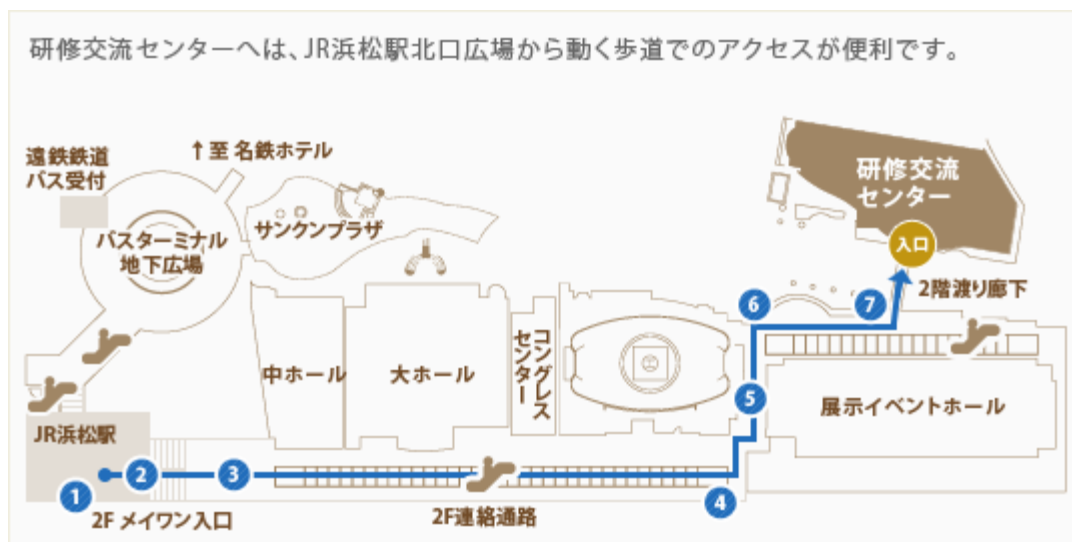 研修交流センターへは、JR浜松駅北口広場から動く歩道でのアクセスが便利です。
遠鉄鉄道
バス受付
↑至 名鉄ホテル
バスターミナル
地下広場
サンクンプラザ
研修交流
センター
入口
2階渡り廊下
中ホール
大ホール
コングレス
センター
展示イベントホール
JR浜松駅
1
2
3
4
5
6
7
2F メイワン入口
2F連絡通路